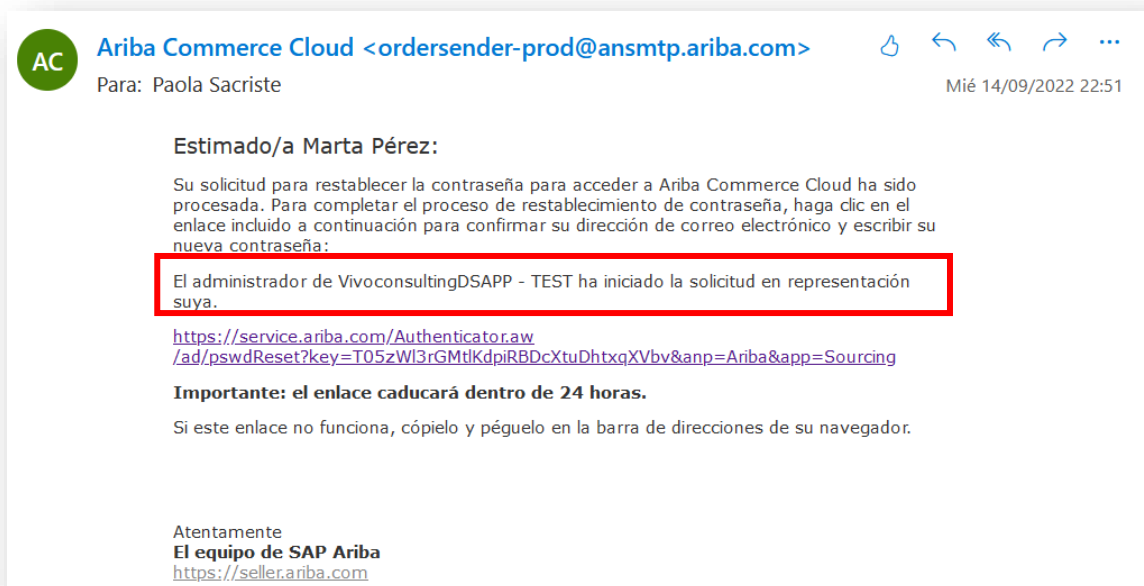 AC
Ariba Commerce Cloud <ordersender-prod@ansmtp.ariba.com>
Para: Paola Sacriste
Mié 14/09/2022 22:51
Estimado/a Marta Pérez:
Su solicitud para restablecer la contraseña para acceder a Ariba Commerce Cloud ha sido
procesada. Para completar el proceso de restablecimiento de contraseña, haga clic en el
enlace incluido a continuación para confirmar su dirección de correo electrónico y escribir su
nueva contraseña:
El administrador de VivoconsultingDSAPP - TEST ha iniciado la solicitud en representación
suya.
https://service.ariba.com/Authenticator.aw
/ad/pswdReset?key=T05zWl3rGMtlKdpiRBDcXtuDhtxqXVbv&anp=Ariba&app=Sourcing
Importante: el enlace caducará dentro de 24 horas.
Si este enlace no funciona, cópielo y péguelo en la barra de direcciones de su navegador.
Atentamente
El equipo de SAP Ariba
https://seller.ariba.com